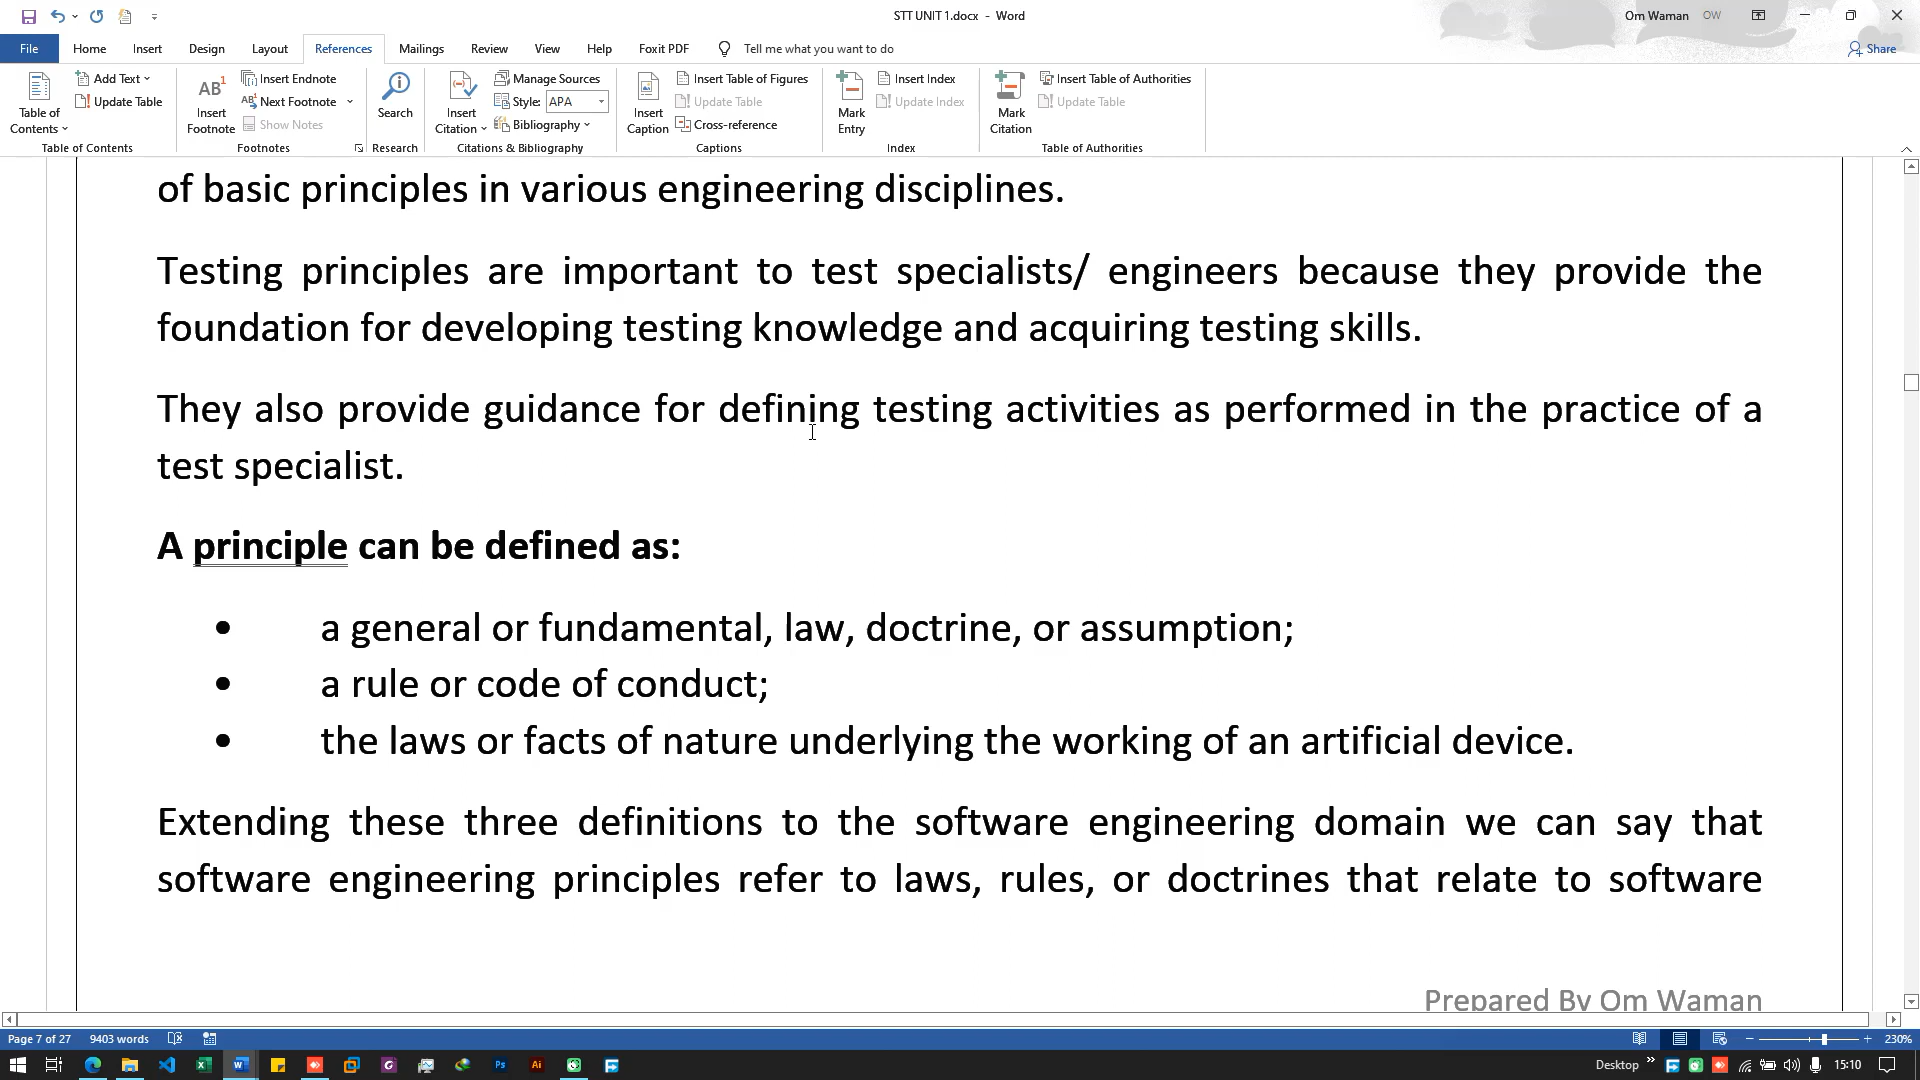 STT UNIT 1.docx - Word
Om Waman OW
File Home Insert Design Layout References Mailings Review View Help Foxit PDF Tell me what you want to do Share
Table of Contents
Add Text
Update Table
Table of Contents
AB¹ Insert Footnote
Insert Endnote
Next Footnote
Show Notes
Footnotes
Search
Research
Insert Citation
Manage Sources
Style: APA
Bibliography
Citations & Bibliography
Insert Caption
Insert Table of Figures
Update Table
Cross-reference
Captions
Mark Entry
Insert Index
Update Index
Index
Mark Citation
Insert Table of Authorities
Update Table
Table of Authorities
of basic principles in various engineering disciplines.
Testing principles are important to test specialists/ engineers because they provide the
foundation for developing testing knowledge and acquiring testing skills.
They also provide guidance for defining testing activities as performed in the practice of a
test specialist.
A principle can be defined as:
• a general or fundamental, law, doctrine, or assumption;
• a rule or code of conduct;
• the laws or facts of nature underlying the working of an artificial device.
Extending these three definitions to the software engineering domain we can say that
software engineering principles refer to laws, rules, or doctrines that relate to software
Prepared By Om Waman
Page 7 of 27 9403 words 230%
Desktop 15:10